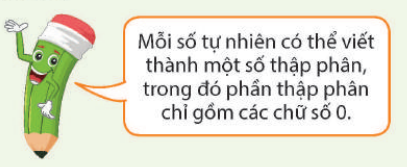 Mỗi số tự nhiên có thể viết
thành một số thập phân,
trong đó phần thập phân
chỉ gồm các chữ số 0.